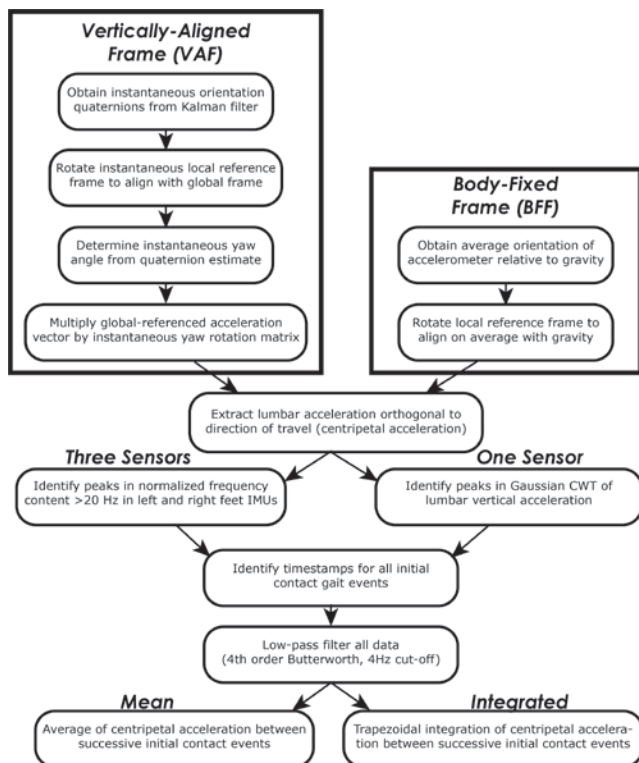 Vertically-Aligned
Frame (VAF)
Obtain instantaneous orientation
quaternions from Kalman filter
Rotate instantaneous local reference
frame to align with global frame
Determine instantaneous yaw
angle from quaternion estimate
Multiply global-referenced acceleration
vector by instantaneous yaw rotation matrix
Body-Fixed
Frame (BFF)
Obtain average orientation of
accelerometer relative to gravity
Rotate local reference frame to
align on average with gravity
Extract lumbar acceleration orthogonal to
direction of travel (centripetal acceleration)
Three Sensors
Identify peaks in normalized frequency
content >20 Hz in left and right feet IMUs
One Sensor
Identify peaks in Gaussian CWT of
lumbar vertical acceleration
Identify timestamps for all initial
contact gait events
Low-pass filter all data
(4th order Butterworth, 4Hz cut-off)
Mean
Average of centripetal acceleration between
successive initial contact events
Integrated
Trapezoidal integration of centripetal accelera-
tion between successive initial contact events